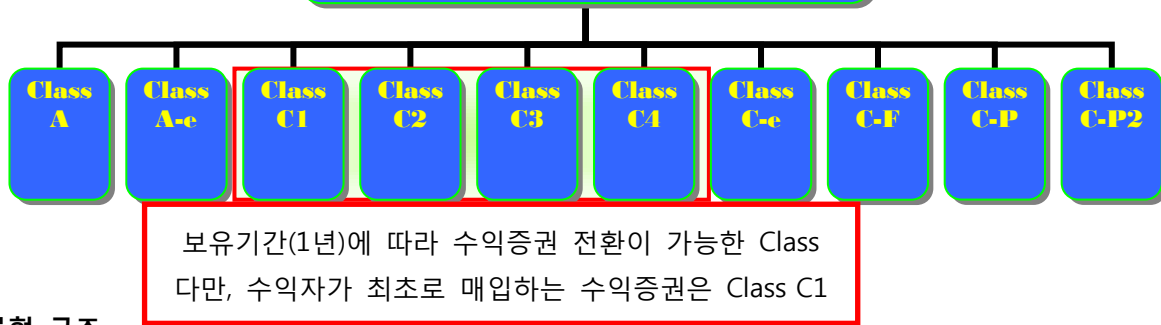 Class A
Class A-e
Class C1
Class C2
Class C3
Class C4
Class C-e
Class C-F
Class C-P
Class C-P2
보유기간(1년)에 따라 수익증권 전환이 가능한 Class
다만, 수익자가 최초로 매입하는 수익증권은 Class C1
구조